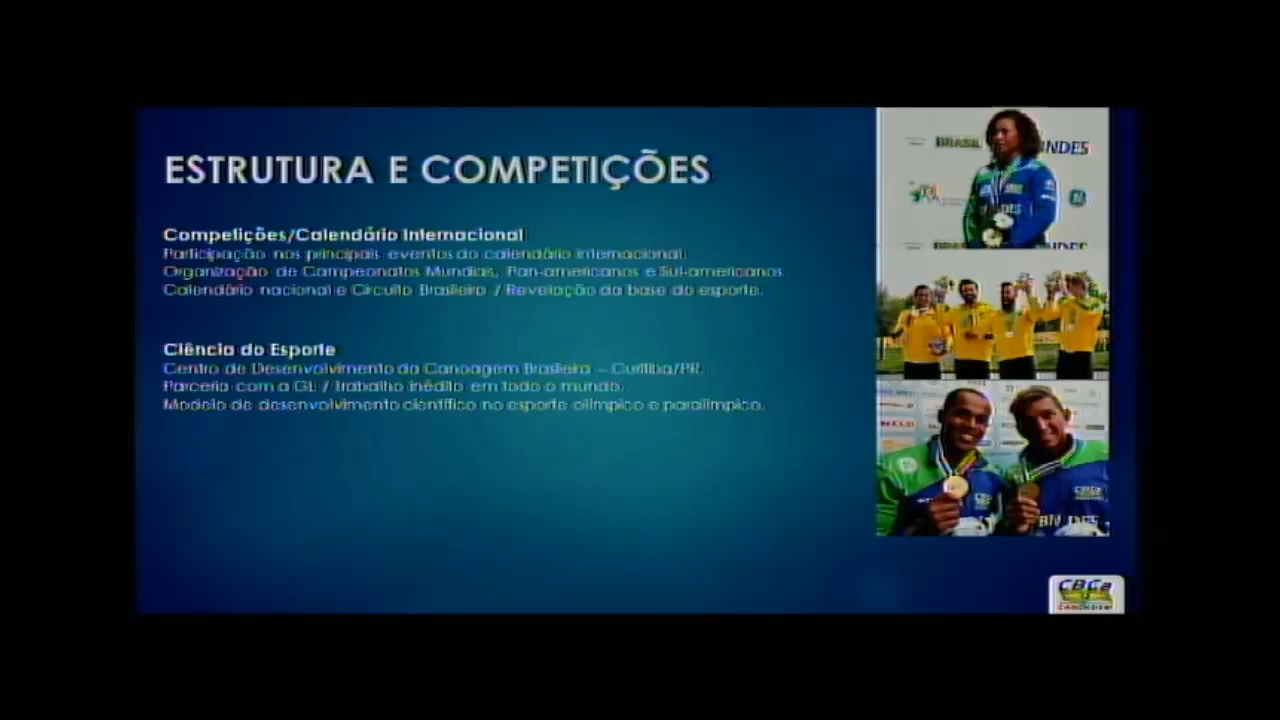 ESTRUTURA E COMPETIÇÕES
Competições/Calendário Internacional
Participação nos principais eventos do calendário internacional.
Organização de Campeonatos Mundiais, Pan-americanos e Sul-americanos
Calendário nacional e Circuito Brasileiro / Revelação da base do esporte.
Ciência do Esporte
Centro de Desenvolvimento da Canoagem Brasileira – Curitiba/PR.
Parceria com a GE / Trabalho inédito em todo o mundo.
Modelo de desenvolvimento científico no esporte olímpico e paralímpico.
BRASIL
BNDES
CBCa